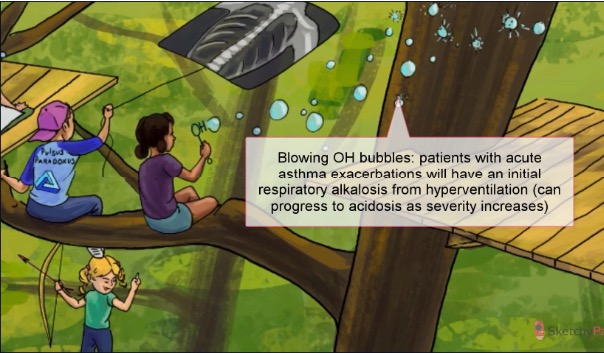 Pulsus
PARADOXUS
OH
Blowing OH bubbles: patients with acute
asthma exacerbations will have an initial
respiratory alkalosis from hyperventilation (can
progress to acidosis as severity increases)